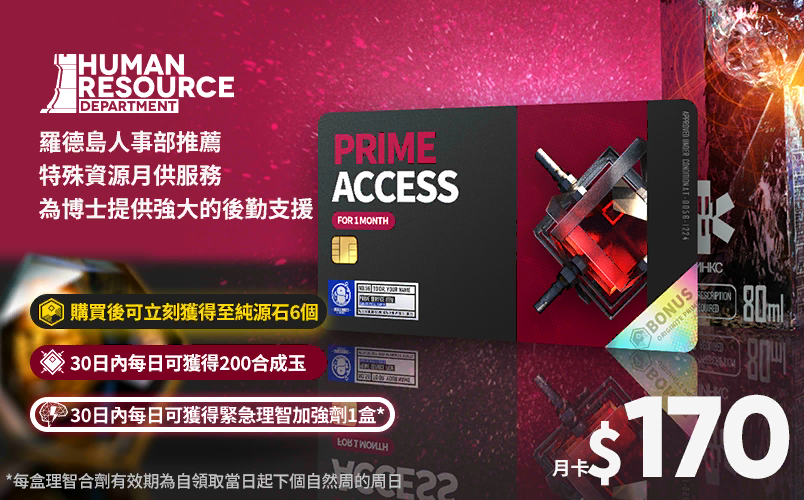 HUMAN
RESOURCE
DEPARTMENT
羅德島人事部推薦
特殊資源月供服務
為博士提供強大的後勤支援
PRIME
ACCESS
FOR 1 MONTH
BONUS
80ml
購買後可立刻獲得至純源石6個
30日內每日可獲得200合成玉
30日內每日可獲得緊急理智加強劑1盒*
月卡$170
*每盒理智合劑有效期為自領取當日起下個自然周的周日